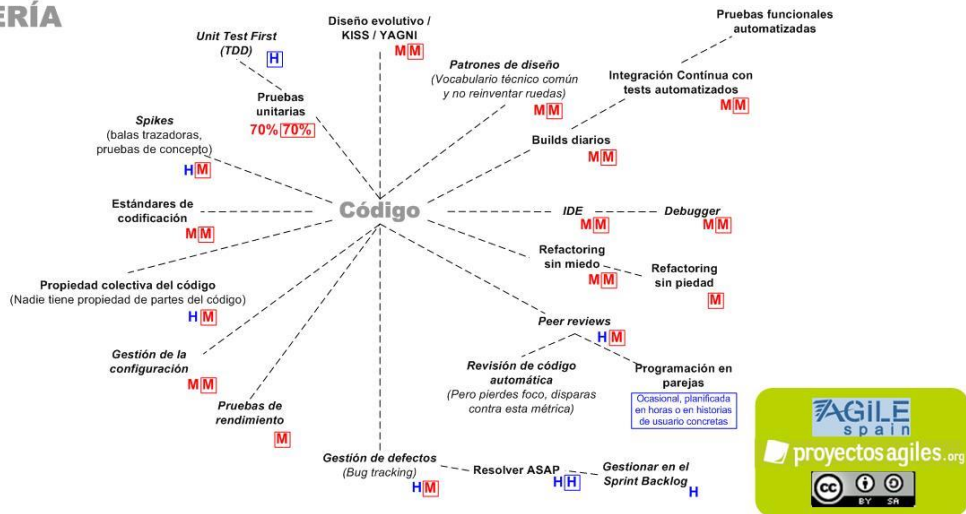 ERÍA
Unit Test First
(TDD)
H
Pruebas
unitarias
70% 70%
Diseño evolutivo /
KISS / YAGNI
M M
Patrones de diseño
(Vocabulario técnico común
y no reinventar ruedas)
M M
Pruebas funcionales
automatizadas
Integración Contínua con
tests automatizados
M M
Builds diarios
M M
Spikes
(balas trazadoras,
pruebas de concepto)
H M
Estándares de
codificación
M M
Código
IDE
M M
Debugger
M M
Refactoring
sin miedo
M M
Refactoring
sin piedad
M
Propiedad colectiva del código
(Nadie tiene propiedad de partes del código)
H M
Peer reviews
H M
Gestión de la
configuración
M M
Revisión de código
automática
(Pero pierdes foco, disparas
contra esta métrica)
Programación en
parejas
Ocasional, planificada
en horas o en historias
de usuario concretas
Pruebas de
rendimiento
M
Gestión de defectos
(Bug tracking)
H M
Resolver ASAP
H H
Gestionar en el
Sprint Backlog
H
AGILE
spain
proyectosagiles.org
cc
BY SA